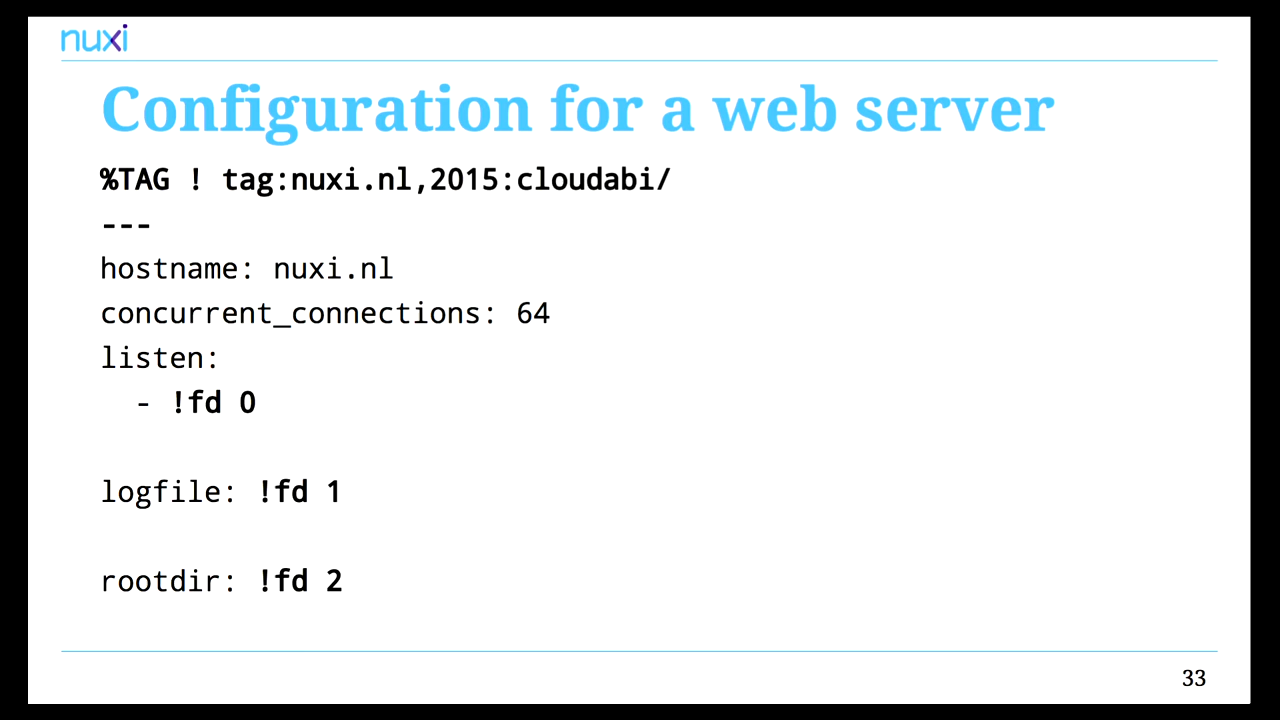 nuxi
Configuration for a web server
%TAG ! tag:nuxi.nl,2015:cloudabi/
---
hostname: nuxi.nl
concurrent_connections: 64
listen:
  - !fd 0
logfile: !fd 1
rootdir: !fd 2
33